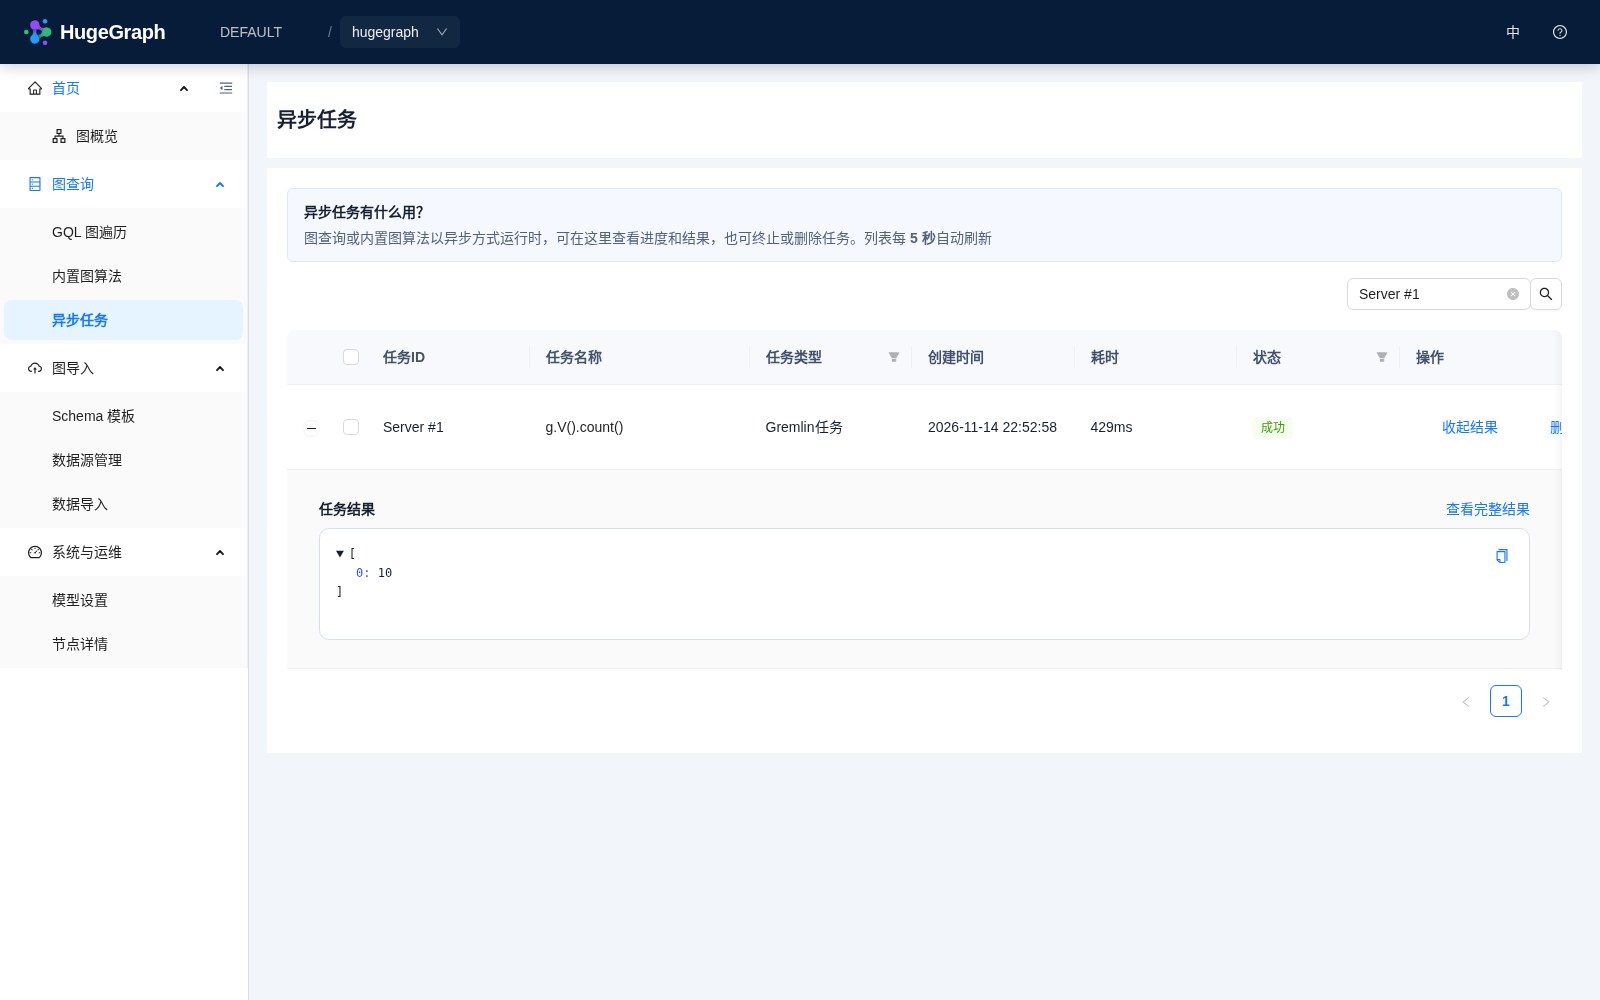 HugeGraph
DEFAULT / hugegraph
中
首页
图概览
图查询
GQL 图遍历
内置图算法
异步任务
图导入
Schema 模板
数据源管理
数据导入
系统与运维
模型设置
节点详情
异步任务
异步任务有什么用?
图查询或内置图算法以异步方式运行时，可在这里查看进度和结果，也可终止或删除任务。列表每 5 秒自动刷新
Server #1
任务ID 任务名称 任务类型 创建时间 耗时 状态 操作
Server #1 g.V().count() Gremlin任务 2026-11-14 22:52:58 429ms 成功 收起结果 删
任务结果 查看完整结果
[
0: 10
]
1